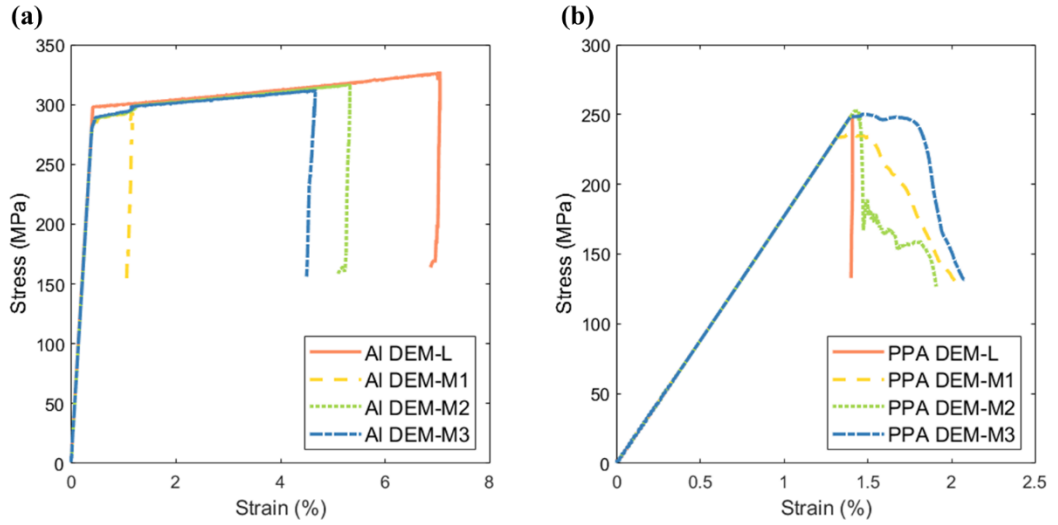 (a)
350
300
250
200
150
100
50
0
Stress (MPa)
0 2 4 6 8
Strain (%)
Al DEM-L
Al DEM-M1
Al DEM-M2
Al DEM-M3
(b)
300
250
200
150
100
50
0
Stress (MPa)
0 0.5 1 1.5 2 2.5
Strain (%)
PPA DEM-L
PPA DEM-M1
PPA DEM-M2
PPA DEM-M3